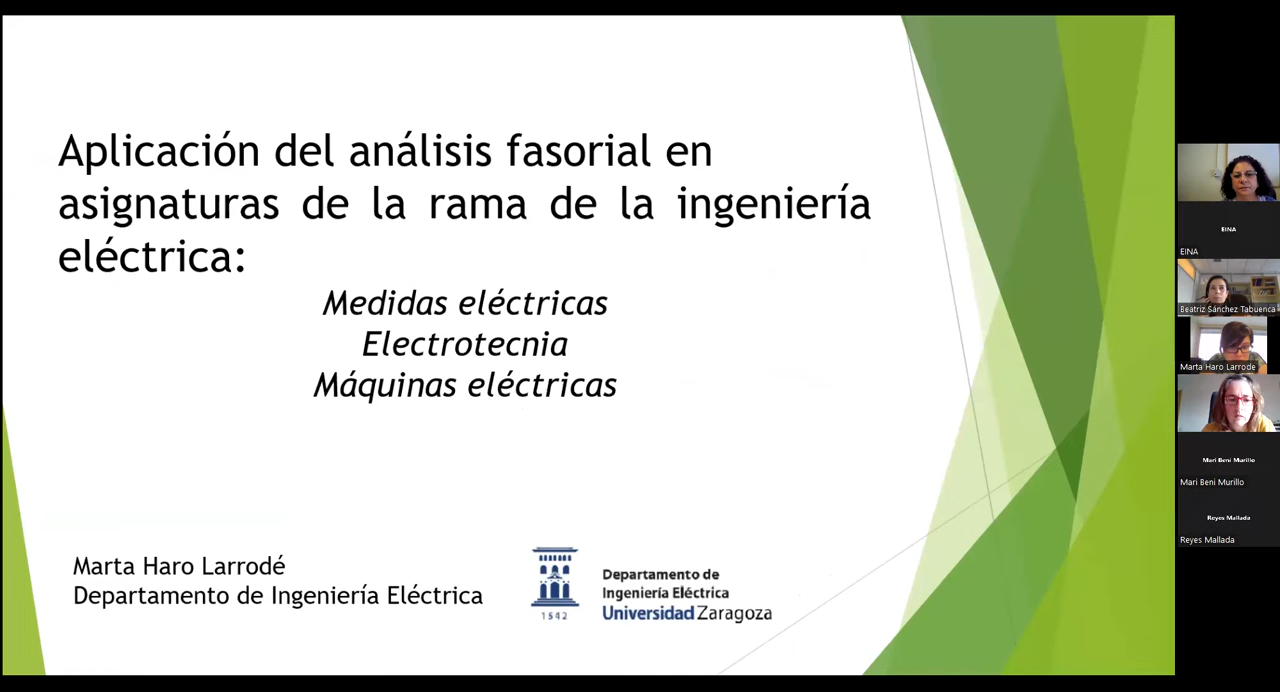 Aplicación del análisis fasorial en
asignaturas de la rama de la ingeniería
eléctrica:
Medidas eléctricas
Electrotecnia
Máquinas eléctricas
Marta Haro Larrodé
Departamento de Ingeniería Eléctrica
1542
Departamento de
Ingeniería Eléctrica
Universidad Zaragoza
EINA
EINA
Beatriz Sánchez Tabuenca
Marta Haro Larrode
Mari Beni Murillo
Mari Beni Murillo
Reyes Mallada
Reyes Mallada